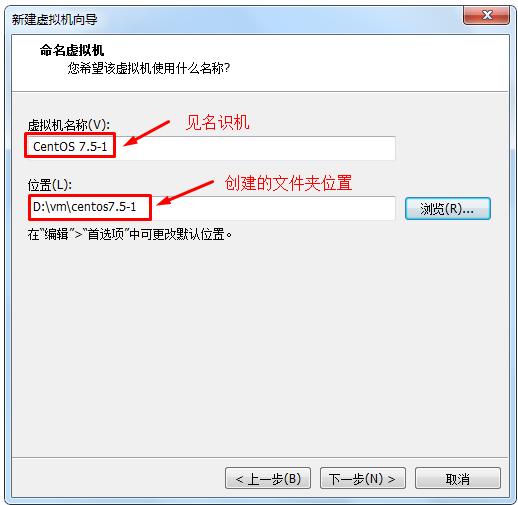 新建虚拟机向导
命名虚拟机
您希望该虚拟机使用什么名称?
虚拟机名称(V):
见名识机
CentOS 7.5-1
位置(L):
创建的文件夹位置
D:\vm\centos7.5-1
浏览(R)...
在“编辑”>“首选项”中可更改默认位置。
< 上一步(B)
下一步(N) >
取消